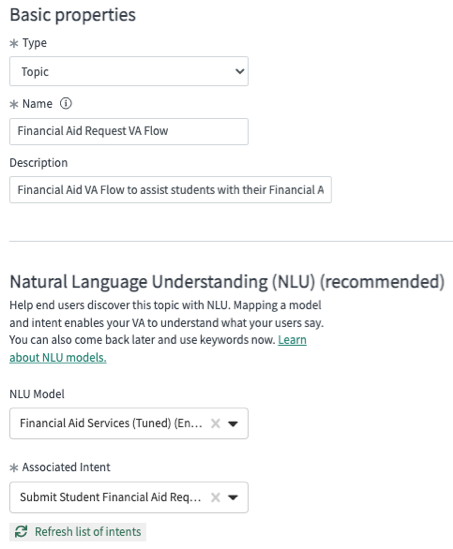 Basic properties
* Type
Topic
* Name
Financial Aid Request VA Flow
Description
Financial Aid VA Flow to assist students with their Financial A
Natural Language Understanding (NLU) (recommended)
Help end users discover this topic with NLU. Mapping a model
and intent enables your VA to understand what your users say.
You can also come back later and use keywords now. Learn
about NLU models.
NLU Model
Financial Aid Services (Tuned) (En...
* Associated Intent
Submit Student Financial Aid Req...
Refresh list of intents